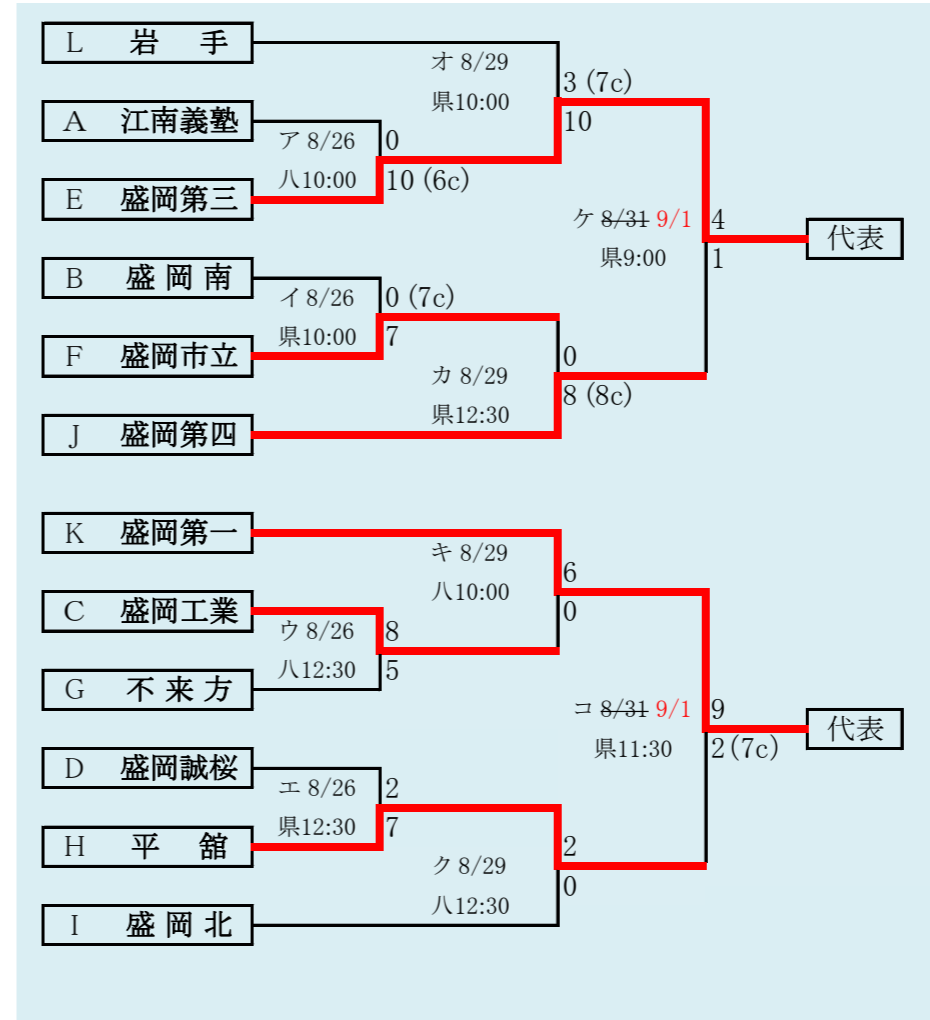 L 岩 手
オ 8/29
県10:00
3 (7c)
10
A 江南義塾
ア 8/26
八10:00
0
10 (6c)
E 盛岡第三
ケ 8/31 9/1
県9:00
4
1
代表
B 盛岡南
イ 8/26
県10:00
0 (7c)
7
F 盛岡市立
カ 8/29
県12:30
0
8 (8c)
J 盛岡第四
K 盛岡第一
キ 8/29
八10:00
6
0
C 盛岡工業
ウ 8/26
八12:30
8
5
G 不来方
コ 8/31 9/1
県11:30
9
2 (7c)
代表
D 盛岡誠桜
エ 8/26
県12:30
2
7
H 平 舘
ク 8/29
八12:30
2
0
I 盛岡北